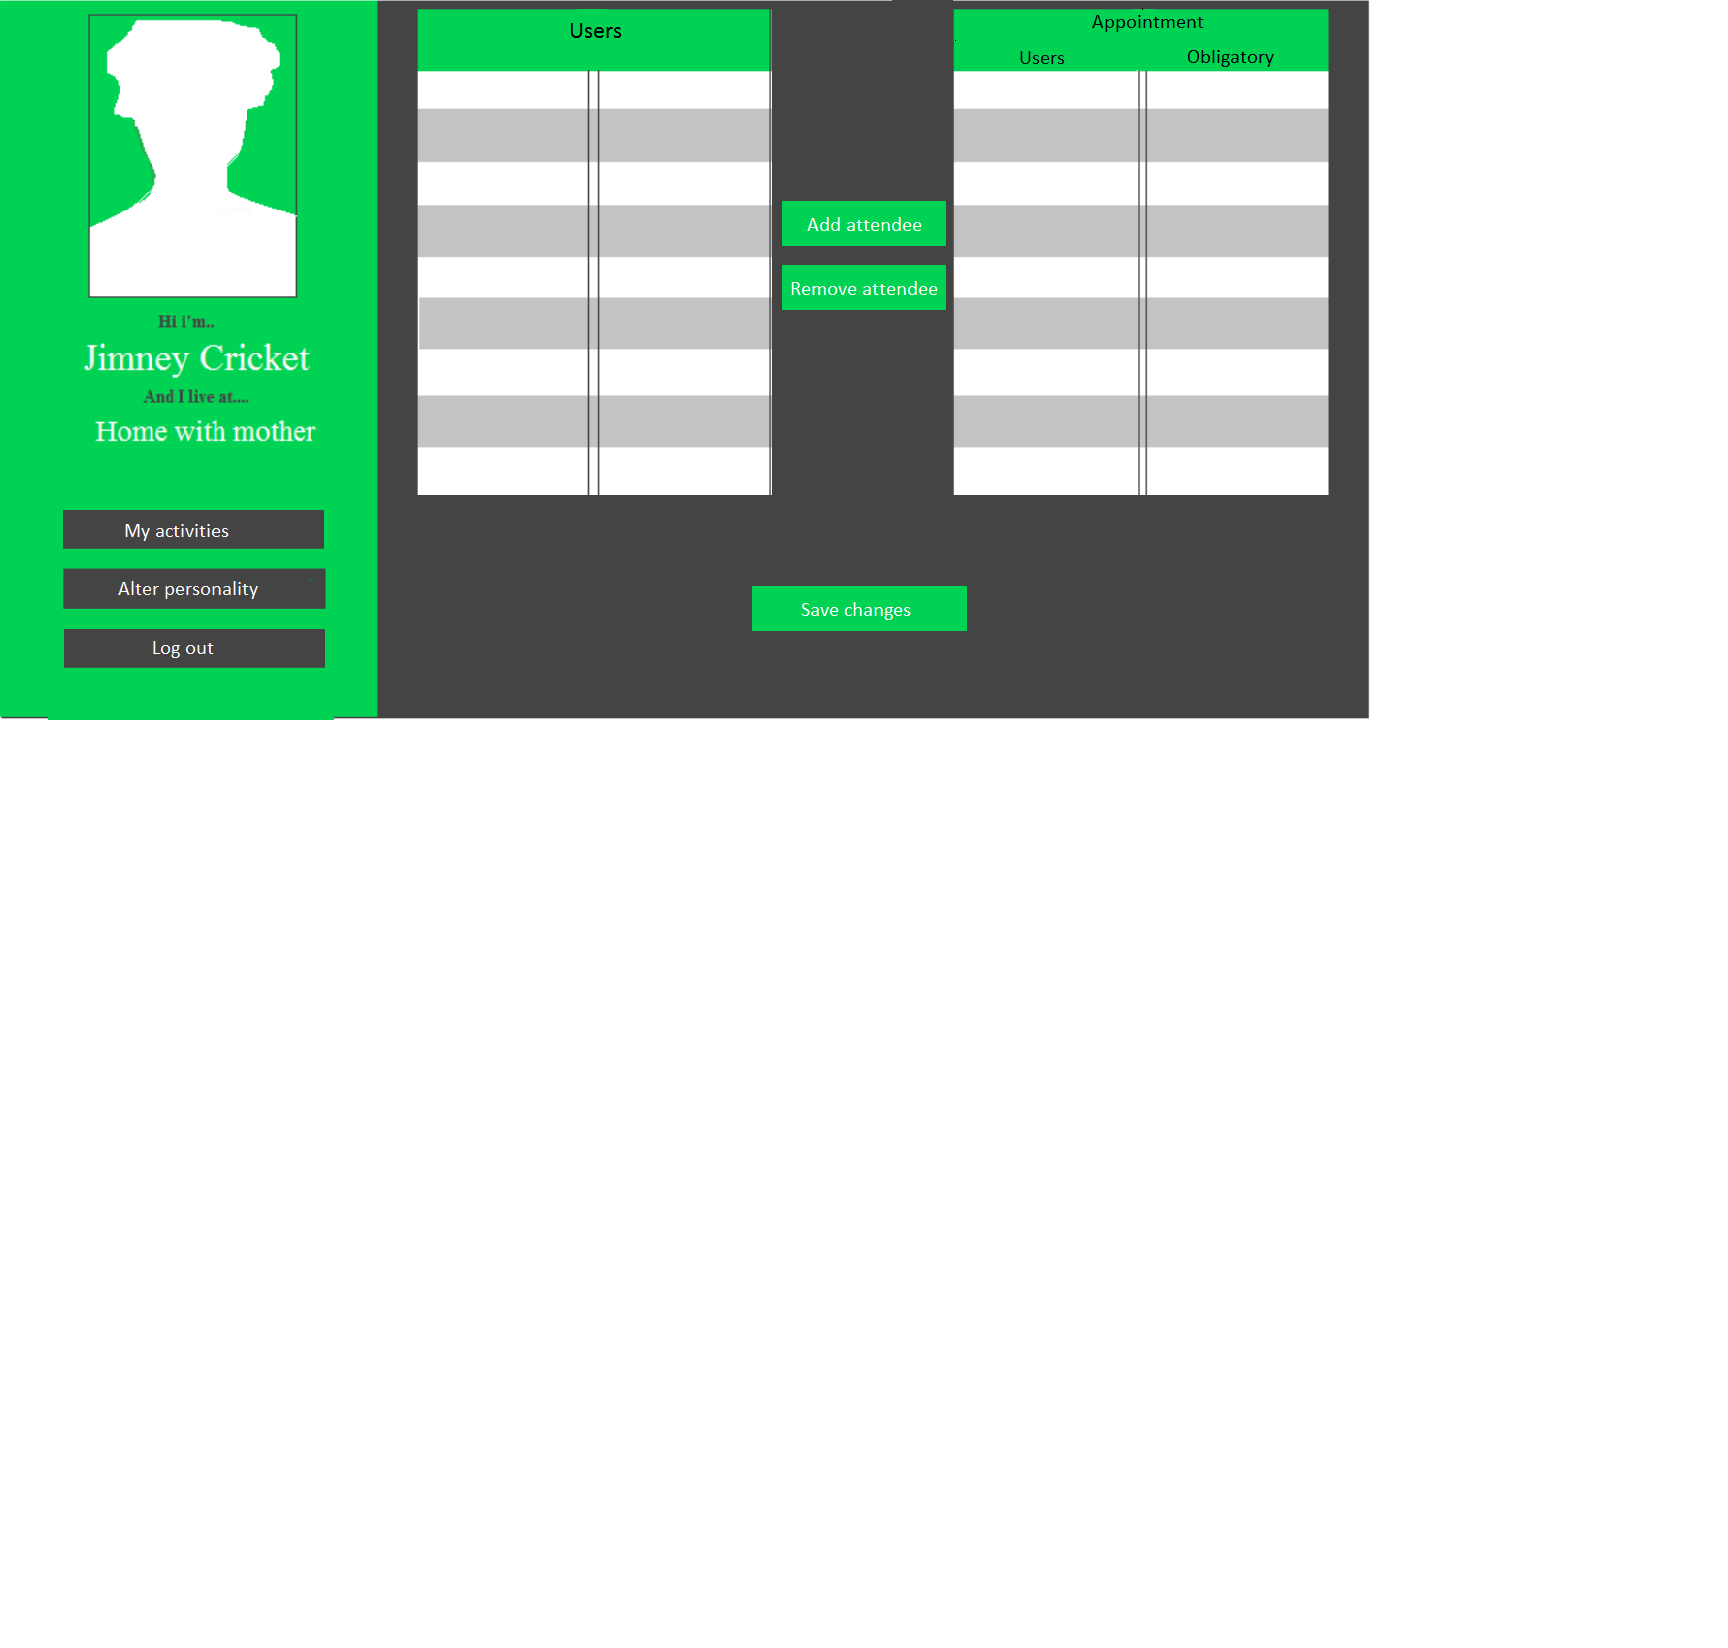 Hi i'm..
Jimney Cricket
And I live at....
Home with mother
My activities
Alter personality
Log out
Users
Add attendee
Remove attendee
Appointment
Users Obligatory
Save changes